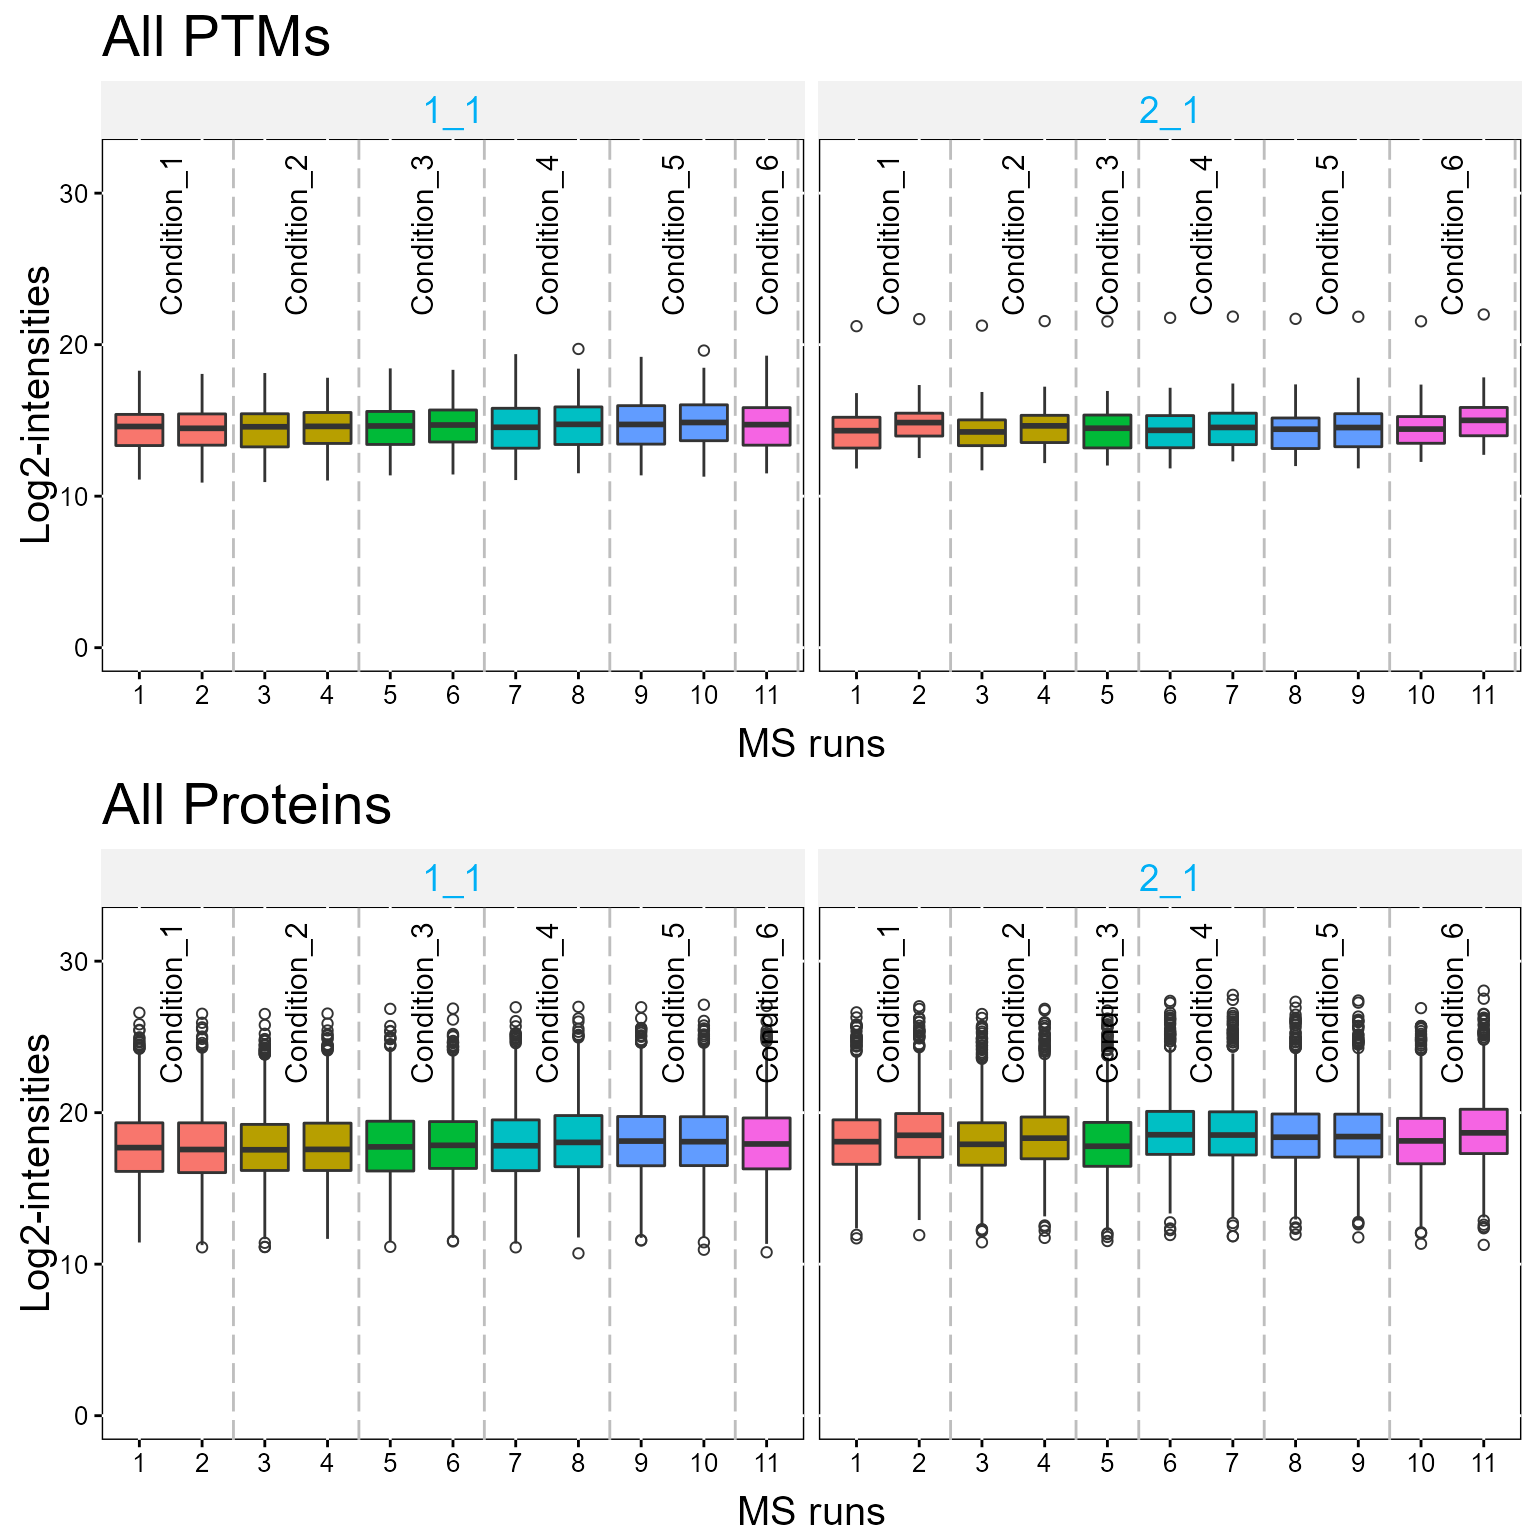 All PTMs
1_1 2_1
Condition_1 Condition_2 Condition_3 Condition_4 Condition_5 Condition_6 Condition_1 Condition_2 Condition_3 Condition_4 Condition_5 Condition_6
30
20
10
0
Log2-intensities
1 2 3 4 5 6 7 8 9 10 11 1 2 3 4 5 6 7 8 9 10 11
MS runs
All Proteins
1_1 2_1
Condition_1 Condition_2 Condition_3 Condition_4 Condition_5 Condition_6 Condition_1 Condition_2 Condition_3 Condition_4 Condition_5 Condition_6
30
20
10
0
Log2-intensities
1 2 3 4 5 6 7 8 9 10 11 1 2 3 4 5 6 7 8 9 10 11
MS runs